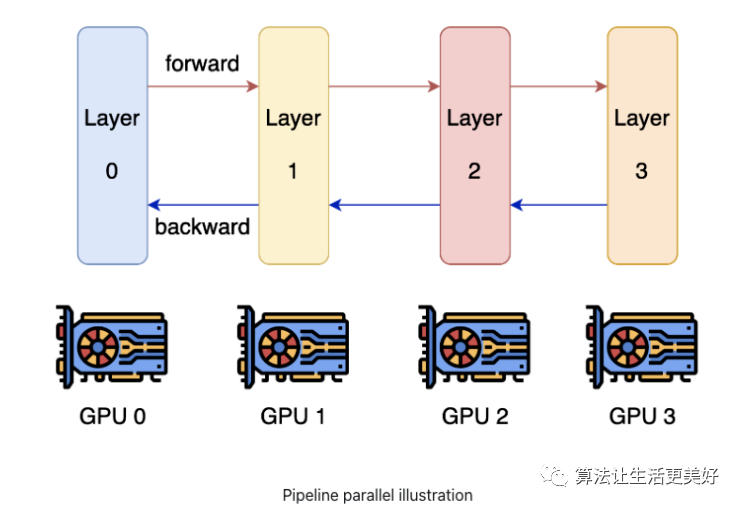 forward
Layer
0
Layer
1
Layer
2
Layer
3
backward
GPU 0
GPU 1
GPU 2
GPU 3
算法让生活更美好
Pipeline parallel illustration